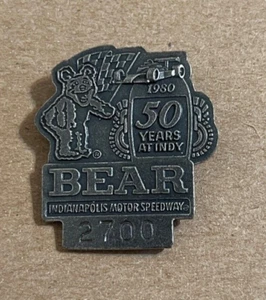 1980
50
YEARS
AT INDY
®
BEAR
INDIANAPOLIS MOTOR SPEEDWAY
2700